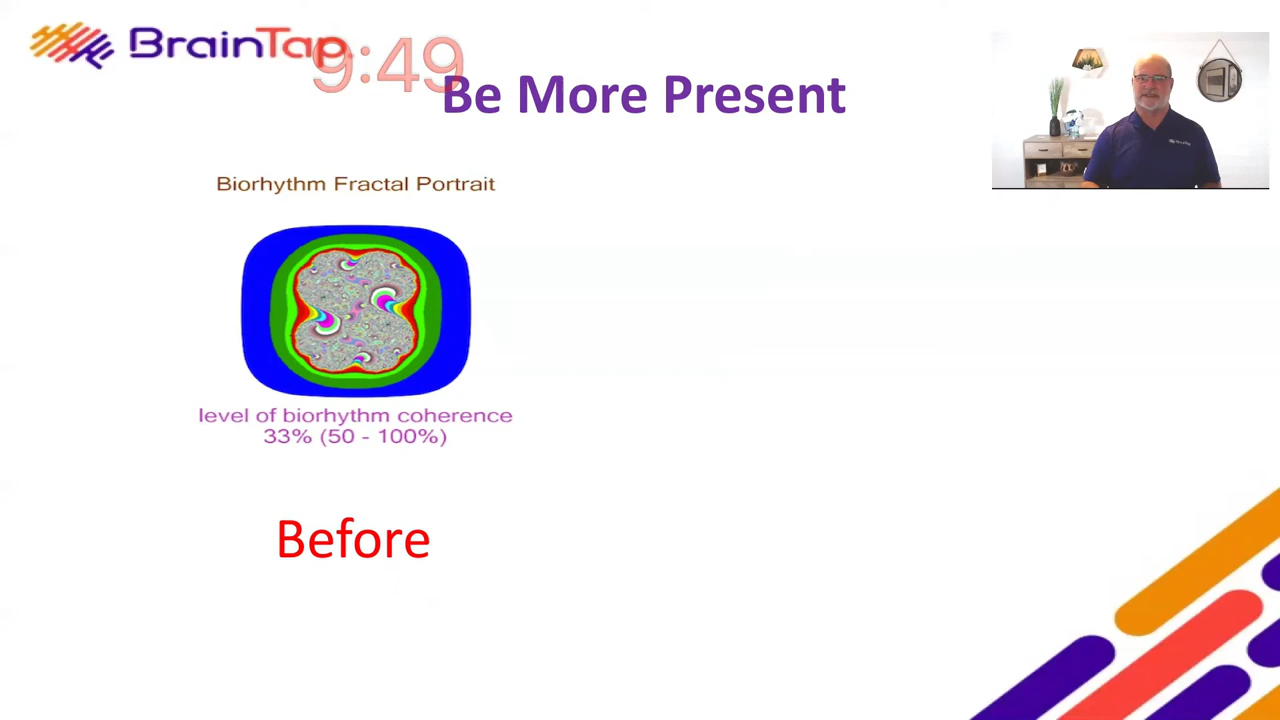 BrainTap
9:49
Be More Present
Biorhythm Fractal Portrait
level of biorhythm coherence
33% (50 - 100%)
Before